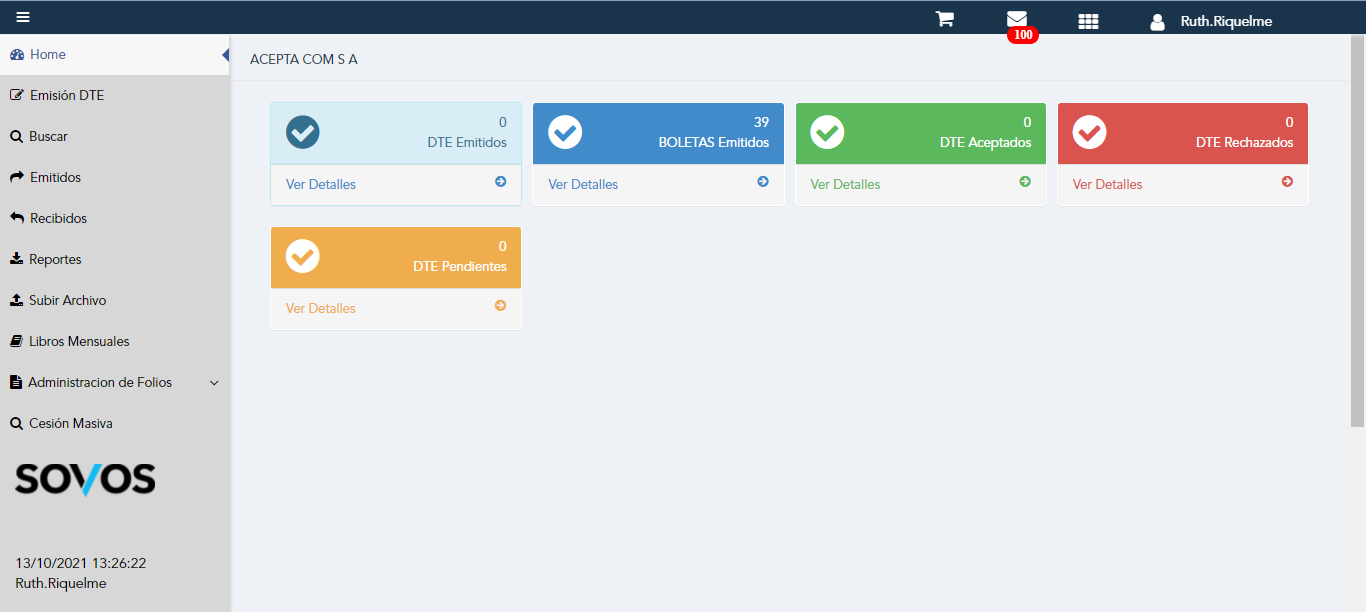 Ruth.Riquelme
100
Home
Emisión DTE
Buscar
Emitidos
Recibidos
Reportes
Subir Archivo
Libros Mensuales
Administracion de Folios
Cesión Masiva
SOVOS
13/10/2021 13:26:22
Ruth.Riquelme
ACEPTA COM S A
0
DTE Emitidos
Ver Detalles
39
BOLETAS Emitidos
Ver Detalles
0
DTE Aceptados
Ver Detalles
0
DTE Rechazados
Ver Detalles
0
DTE Pendientes
Ver Detalles